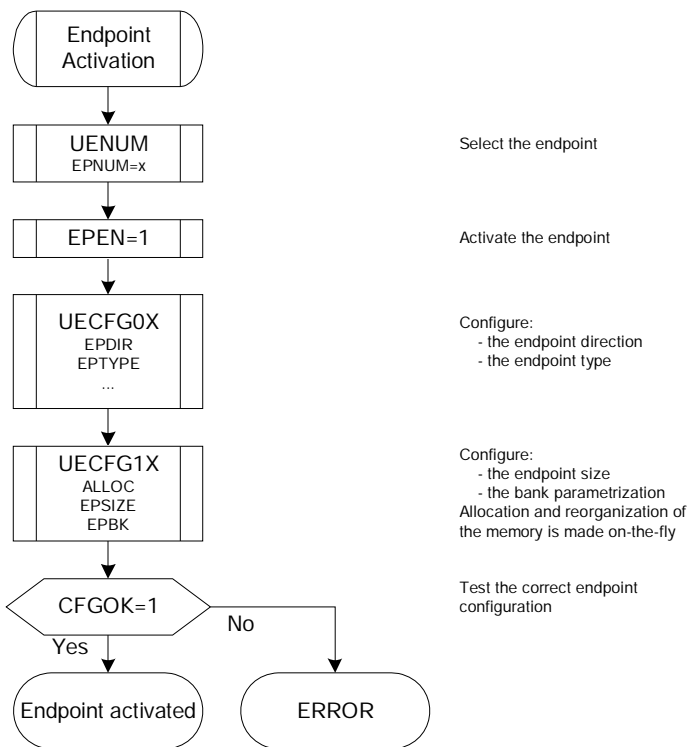 Endpoint
Activation
UENUM
EPNUM=x
Select the endpoint
EPEN=1
Activate the endpoint
UECFG0X
EPDIR
EPTYPE
...
Configure:
- the endpoint direction
- the endpoint type
UECFG1X
ALLOC
EPSIZE
EPBK
Configure:
- the endpoint size
- the bank parametrization
Allocation and reorganization of
the memory is made on-the-fly
CFGOK=1
Test the correct endpoint
configuration
No
Yes
Endpoint activated
ERROR